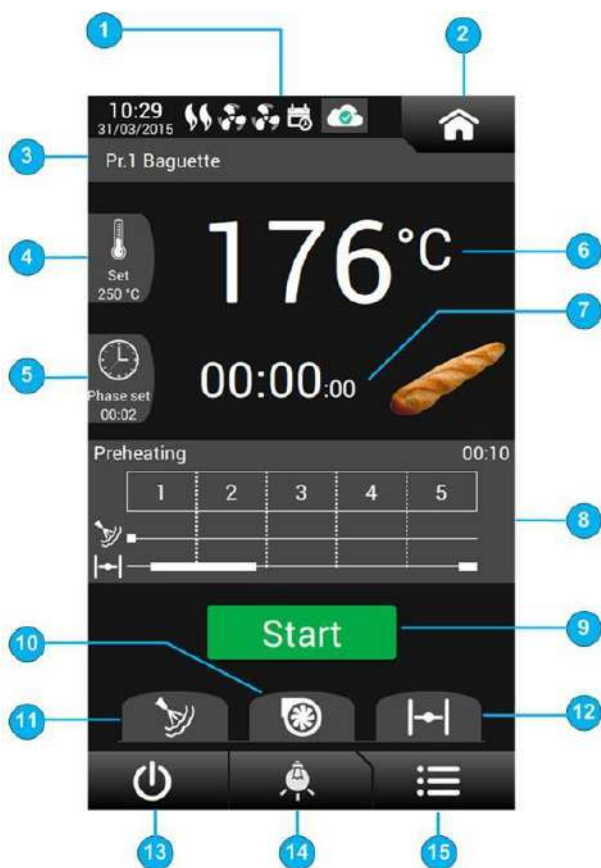 1
2
10:29
31/03/2015
3
Pr.1 Baguette
4
Set
250 °C
176°C
6
7
5
Phase set
00:02
00:00:00
Preheating
00:10
1 2 3 4 5
8
Start
9
10
11
12
13
14
15